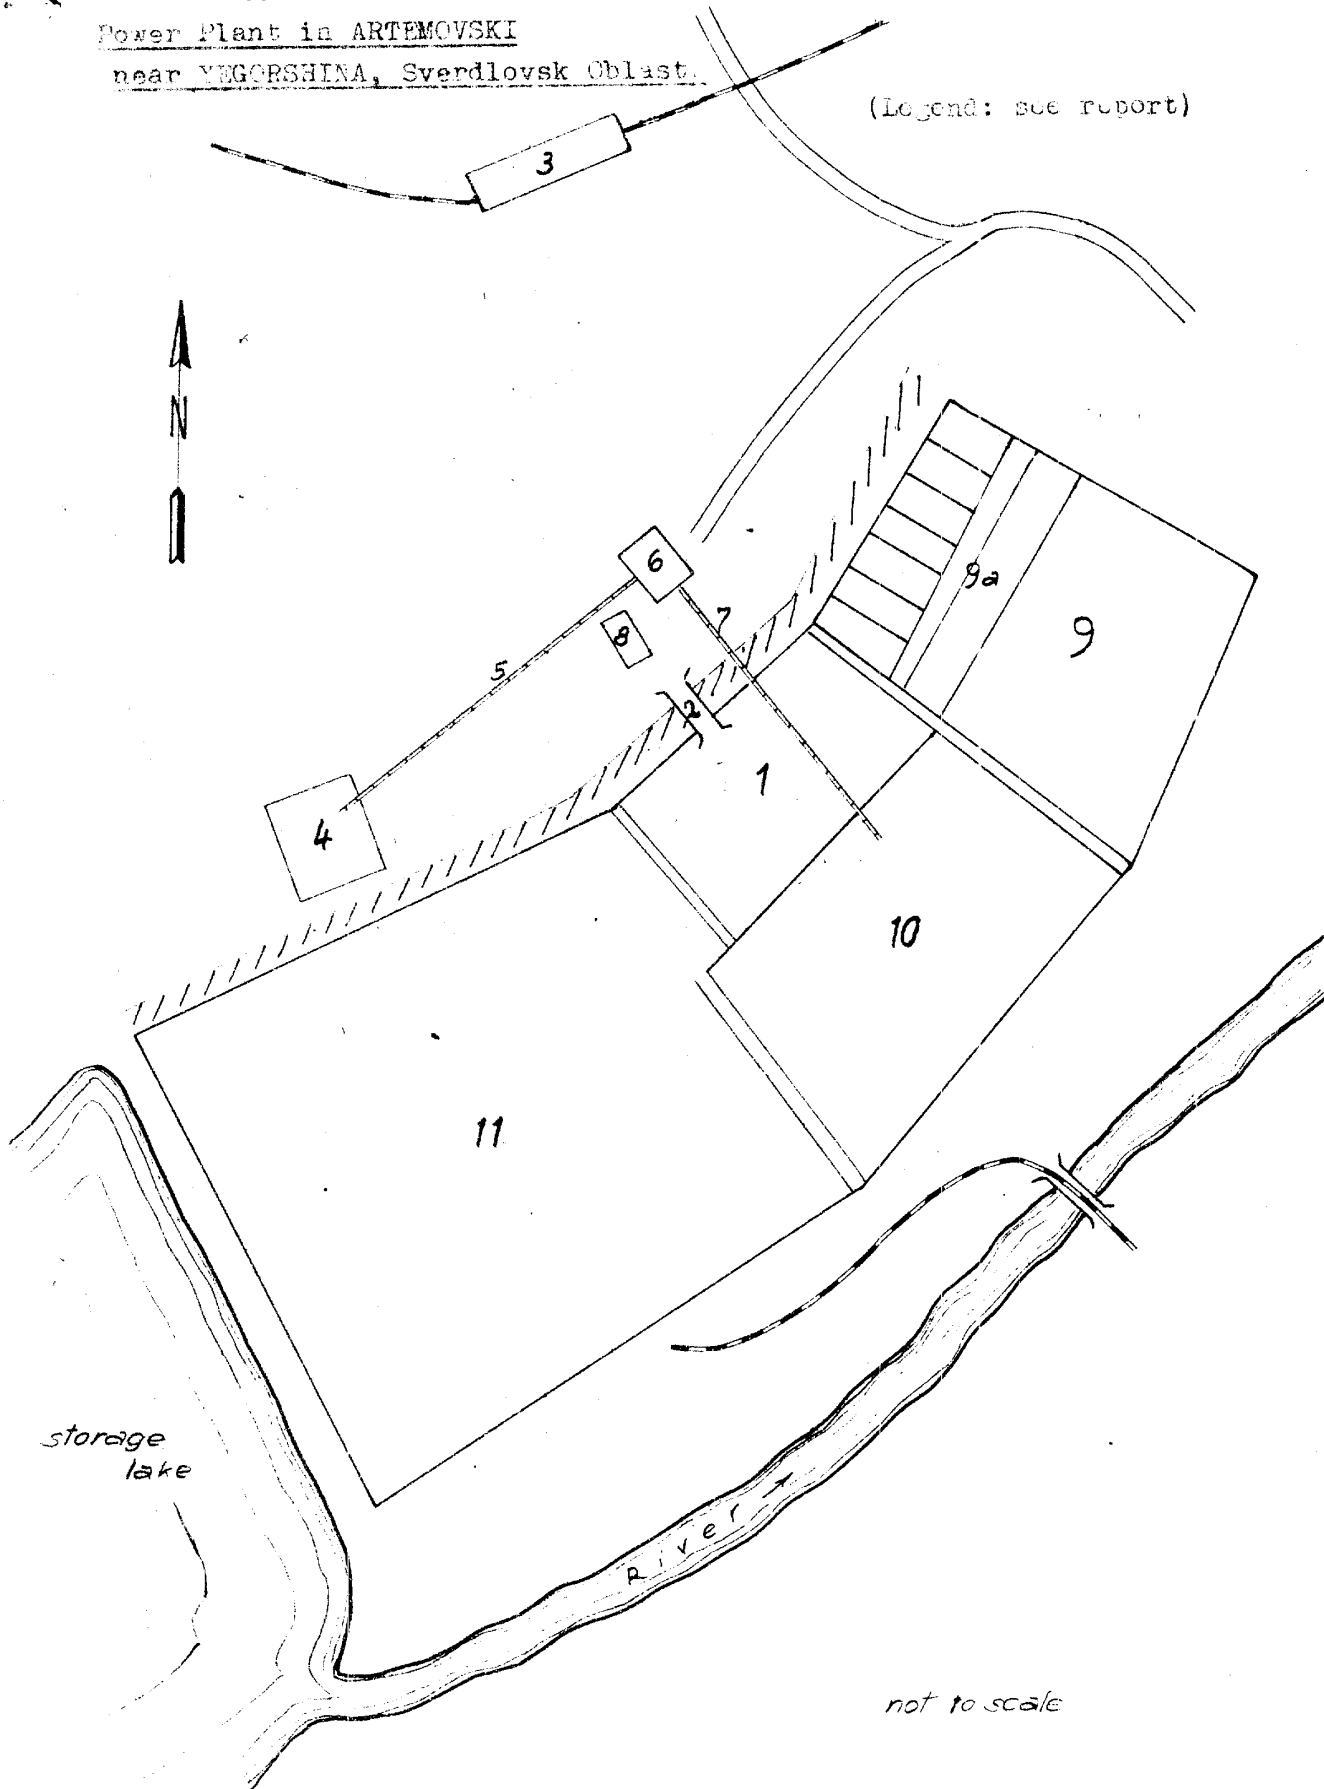 Power Plant in ARTEMOVSKI
near YEGORSHINA, Sverdlovsk Oblast.
(Legend: see report)
3
N
6
9a
7
8
9
5
2
1
4
10
11
storage
lake
River
not to scale